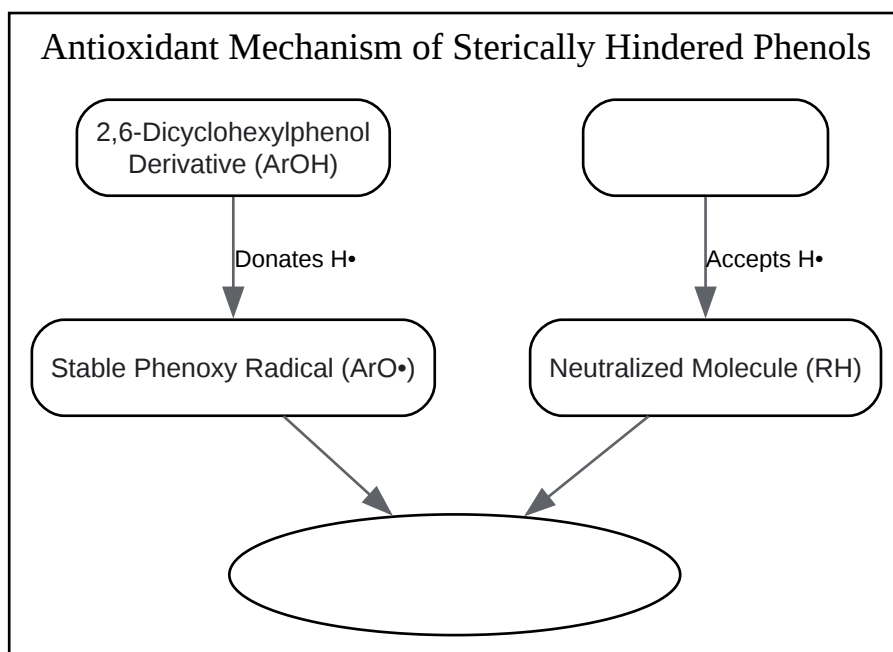 Antioxidant Mechanism of Sterically Hindered Phenols
2,6-Dicyclohexylphenol
Derivative (ArOH)
Donates H•
Accepts H•
Stable Phenoxy Radical (ArO•)
Neutralized Molecule (RH)